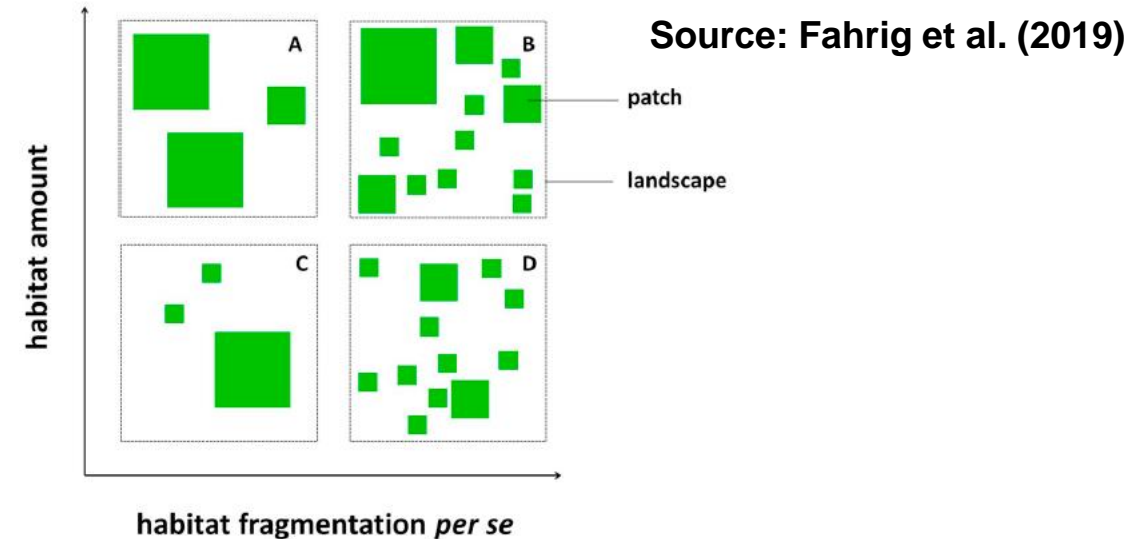 Source: Fahrig et al. (2019)
A
B
patch
landscape
C
D
habitat amount
habitat fragmentation per se